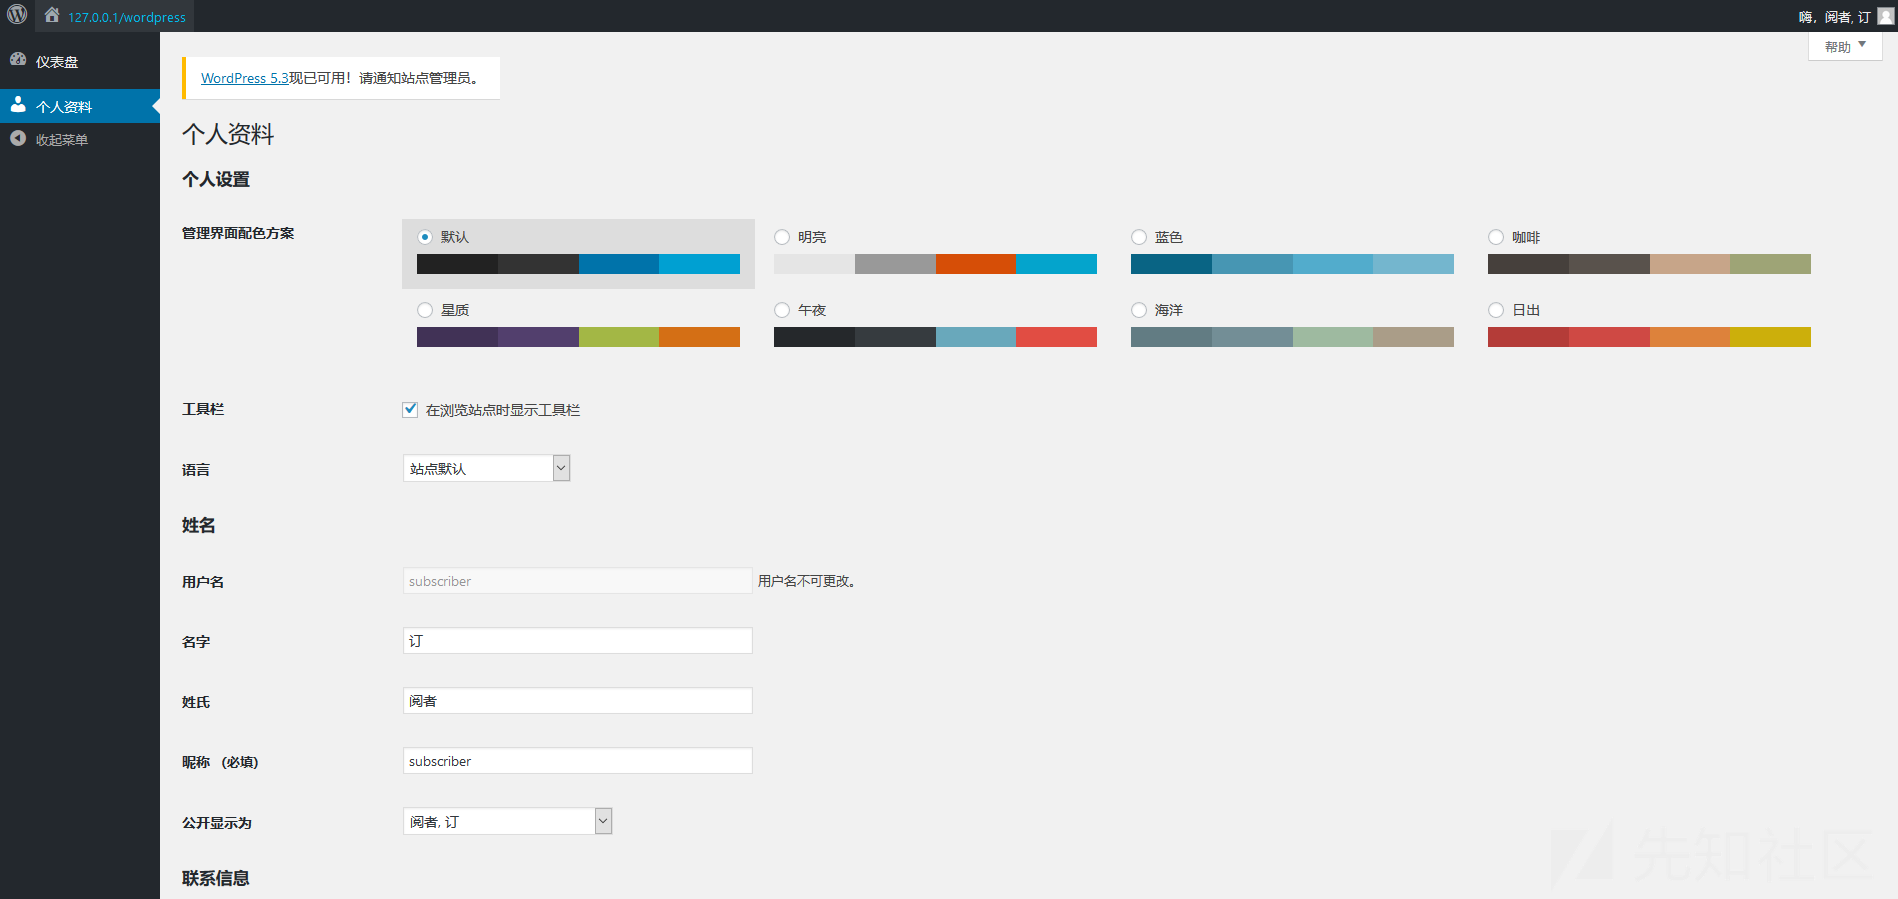 127.0.0.1/wordpress
嗨，阅者, 订
帮助
仪表盘
个人资料
收起菜单
WordPress 5.3现已可用！请通知站点管理员。
个人资料
个人设置
管理界面配色方案
默认
明亮
蓝色
咖啡
星质
午夜
海洋
日出
工具栏
在浏览站点时显示工具栏
语言
站点默认
姓名
用户名
subscriber
用户名不可更改。
名字
订
姓氏
阅者
昵称 (必填)
subscriber
公开显示为
阅者, 订
联系信息
先知社区